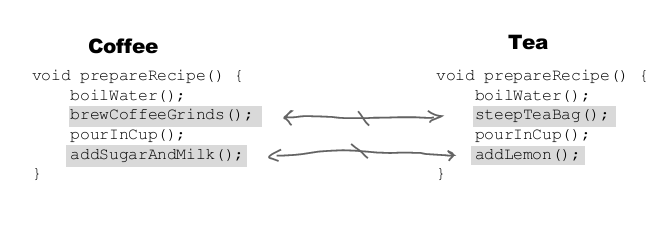 Coffee
void prepareRecipe() {
boilWater();
brewCoffeeGrinds();
pourInCup();
addSugarAndMilk();
}
Tea
void prepareRecipe() {
boilWater();
steepTeaBag();
pourInCup();
addLemon();
}